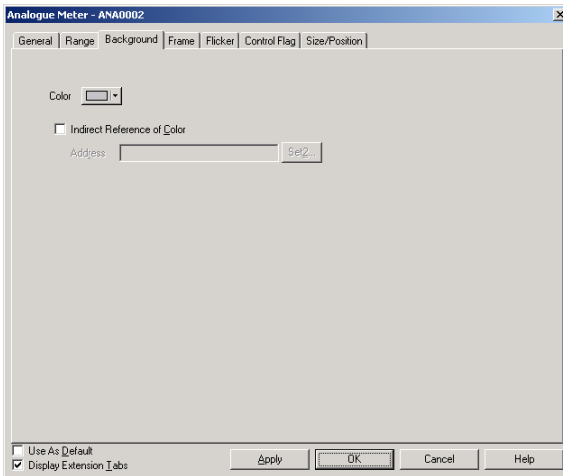 Analogue Meter - ANA0002
General Range Background Frame Flicker Control Flag Size/Position
Color
Indirect Reference of Color
Address Set2...
Use As Default
Display Extension Tabs
Apply OK Cancel Help